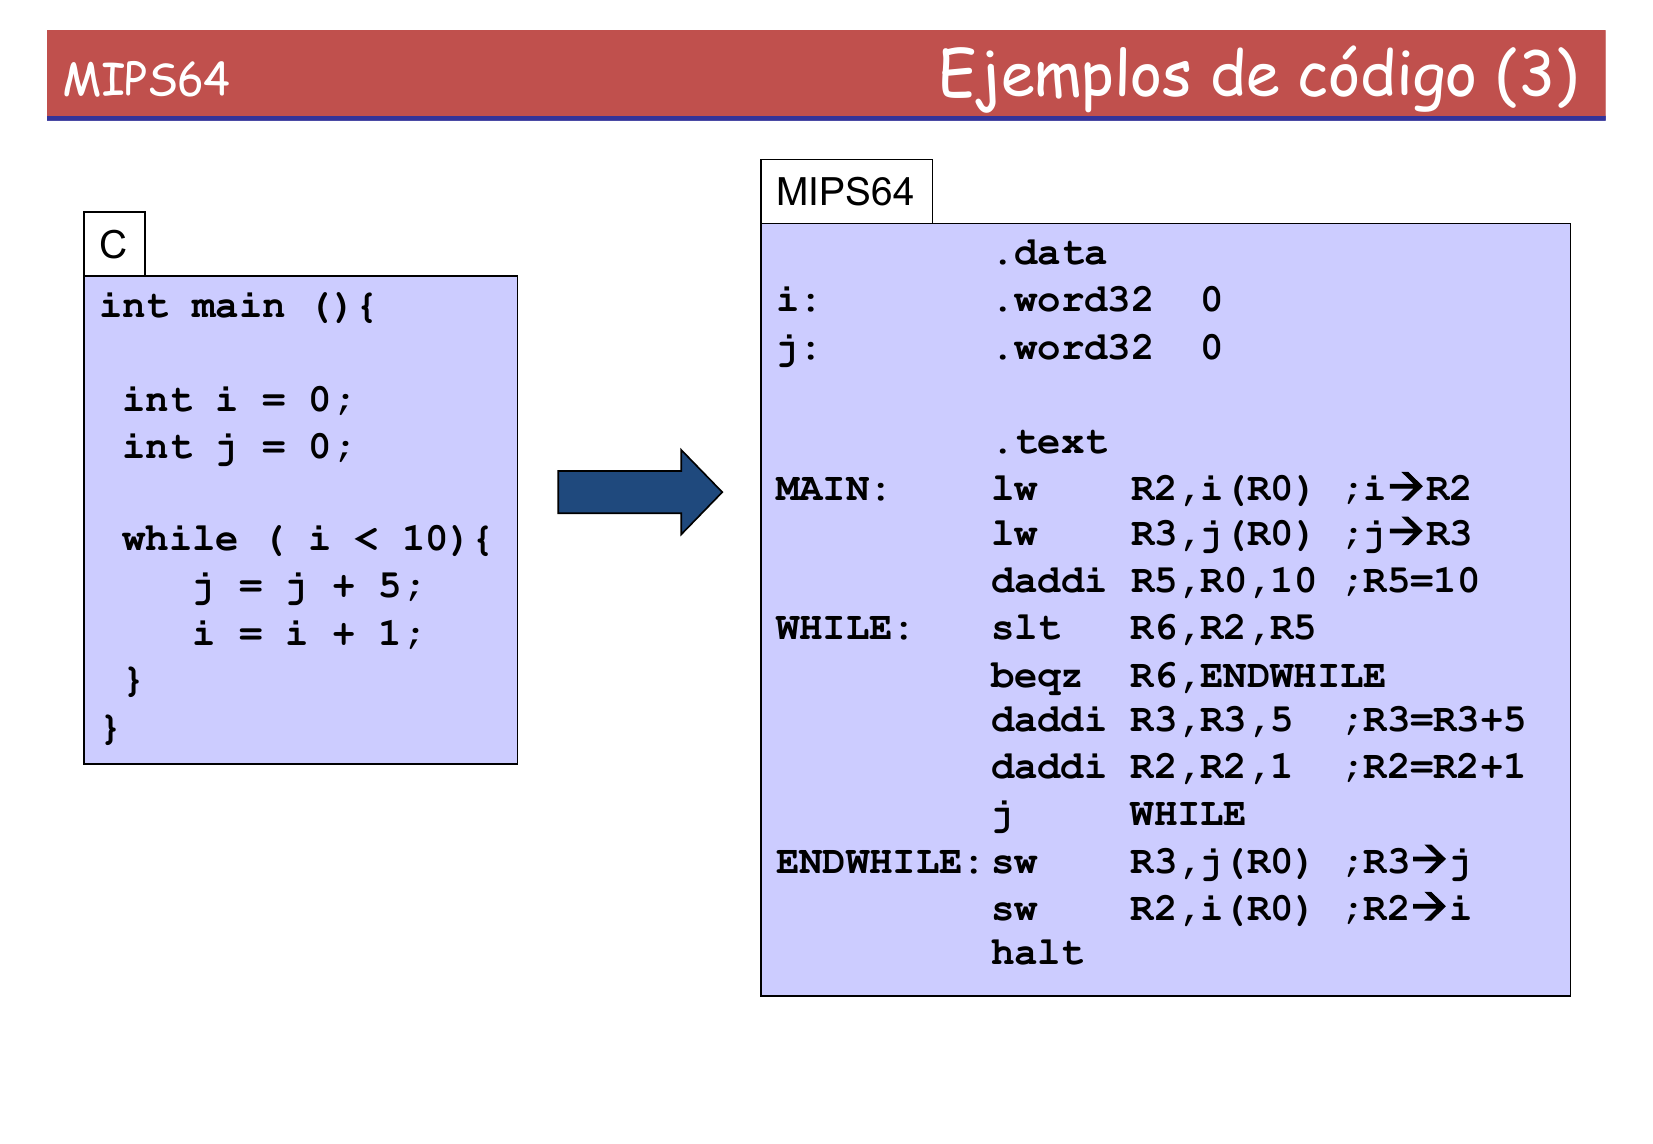 MIPS64
Ejemplos de código (3)
C
int main (){
int i = 0;
int j = 0;
while ( i < 10){
j = j + 5;
i = i + 1;
}
}
MIPS64
.data
i: .word32 0
j: .word32 0
.text
MAIN: lw R2,i(R0) ;i→R2
lw R3,j(R0) ;j→R3
daddi R5,R0,10 ;R5=10
WHILE: slt R6,R2,R5
beqz R6,ENDWHILE
daddi R3,R3,5 ;R3=R3+5
daddi R2,R2,1 ;R2=R2+1
j WHILE
ENDWHILE: sw R3,j(R0) ;R3→j
sw R2,i(R0) ;R2→i
halt